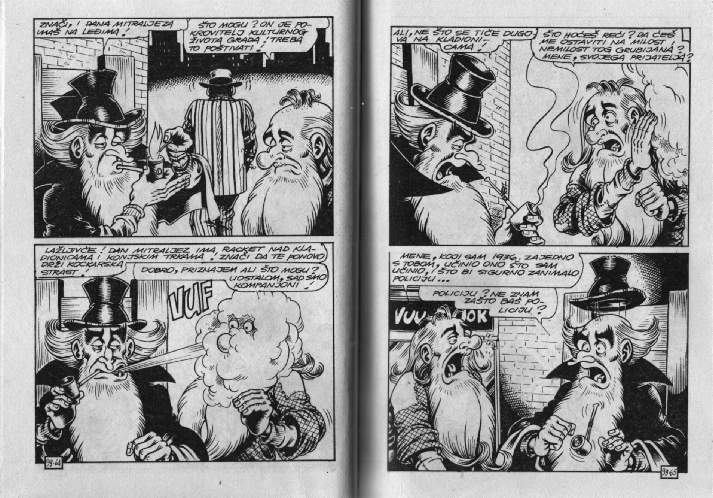 ZNAČI, I DANA MITRALJEZA
IMAŠ NA LEĐIMA!
ŠTO MOGU? ON JE PO-
KROVITELJ KULTURNOG
ŽIVOTA GRADA! TREBA
TO POŠTIVATI!
LAŽLJIVČE! DAN MITRALJEZ IMA RACKET NAD KLA-
DIONICAMA I KONJSKIM TRKAMA! ZNAČI DA TE PONOVO
DRŽI KOCKARSKA
STRAST!
DOBRO, PRIZNAJEM ALI ŠTO MOGU?
UOSTALOM, SAD SMO
KOMPANJONI!
VUF
99-64
ALI, NE ŠTO SE TIČE DUGO-
VA NA KLADIONI-
CAMA!
ŠTO HOĆEŠ REĆI? DA ĆEŠ
ME OSTAVITI NA MILOST I
NEMILOST TOG GRUBIJANA?
MENE, SVOJEGA PRIJATELJA?
MENE, KOJI SAM 1936. ZAJEDNO
S TOBOM, UČINIO ONO ŠTO SAM
UČINIO, I ŠTO BI SIGURNO ZANIMALO
POLICIJU...
POLICIJU? NE ZNAM
ZAŠTO BAŠ PO-
LICIJU?
99-65